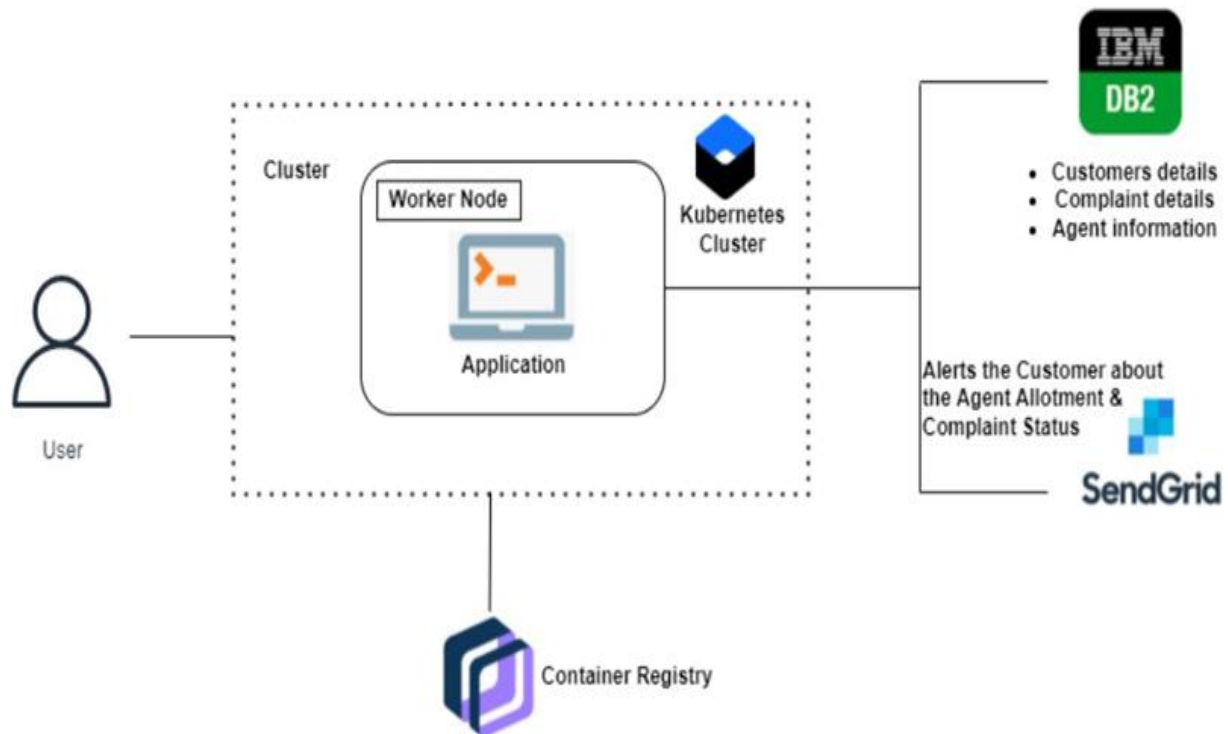 IBM
DB2
• Customers details
• Complaint details
• Agent information
Cluster
Worker Node
Kubernetes
Cluster
Application
User
Alerts the Customer about
the Agent Allotment &
Complaint Status
SendGrid
Container Registry